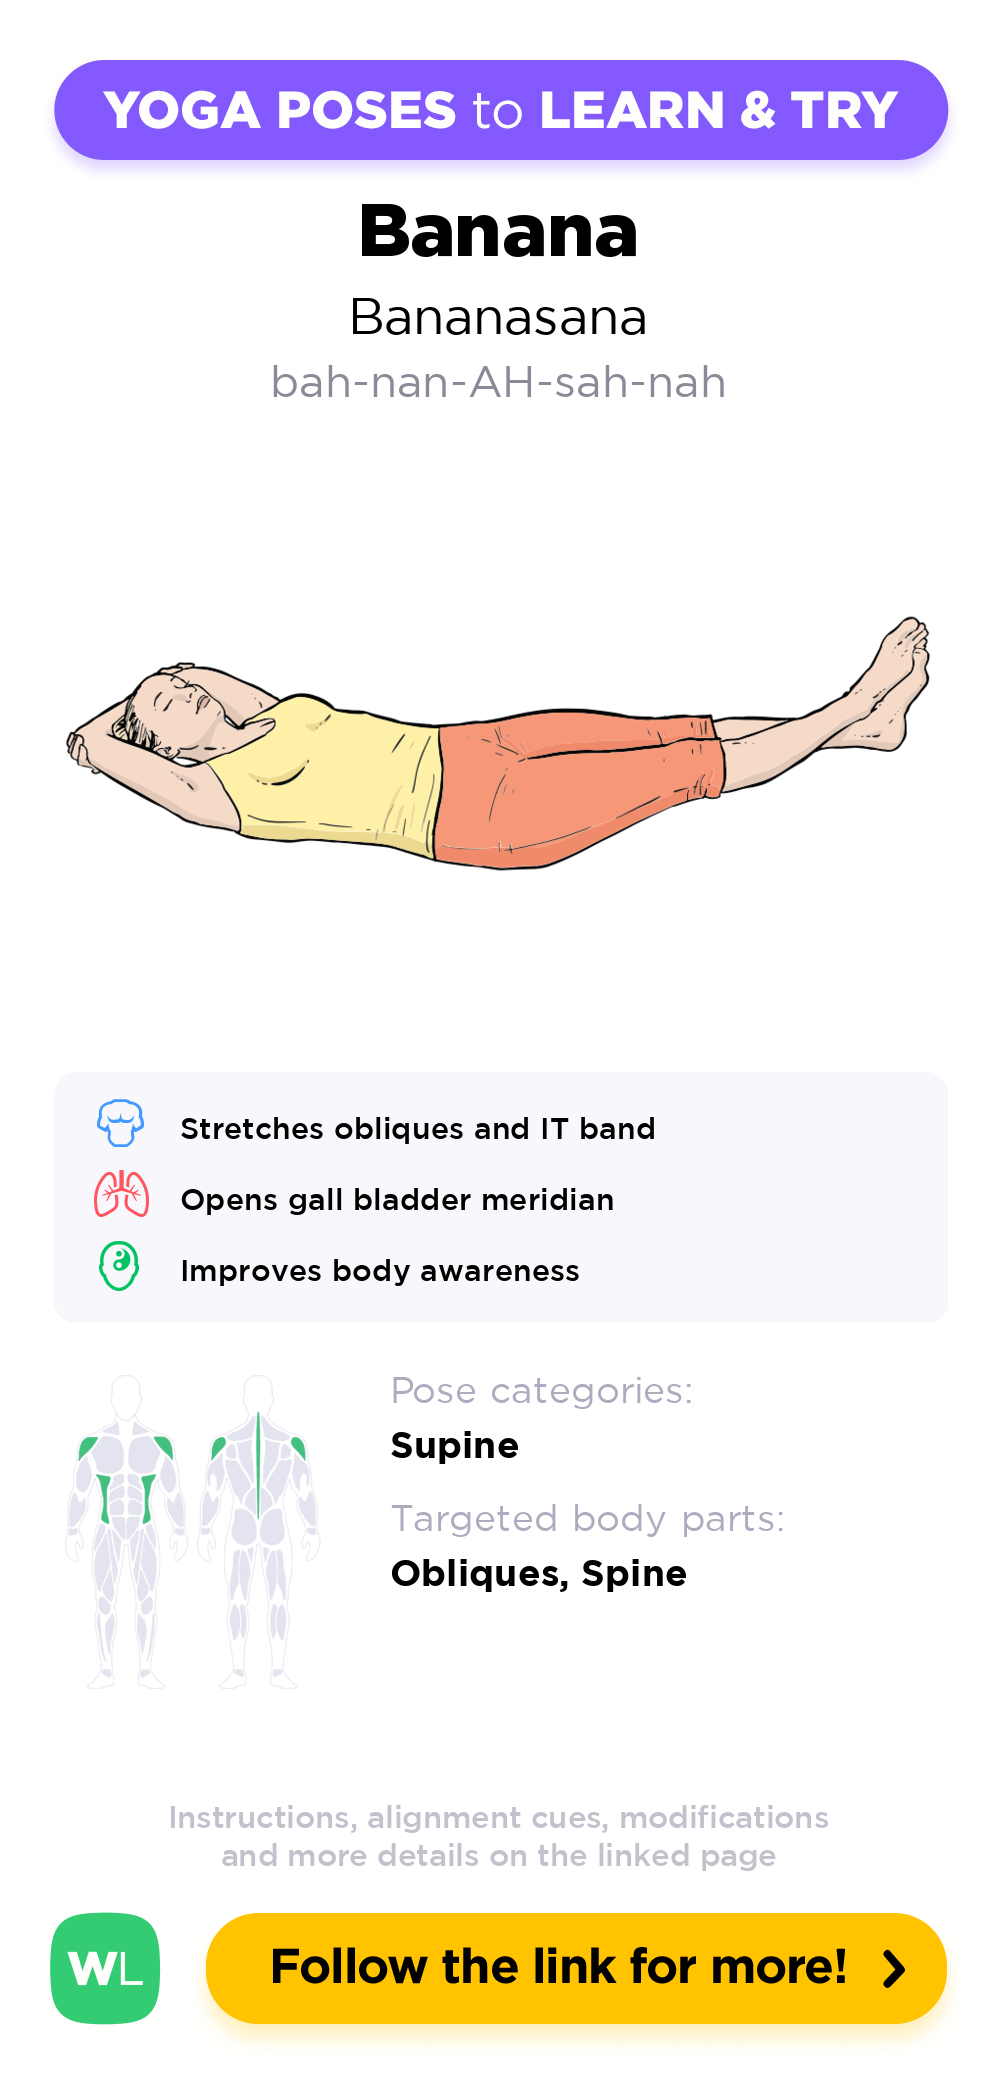 YOGA POSES to LEARN & TRY
Banana
Bananasana
bah-nan-AH-sah-nah
Stretches obliques and IT band
Opens gall bladder meridian
Improves body awareness
Pose categories:
Supine
Targeted body parts:
Obliques, Spine
Instructions, alignment cues, modifications
and more details on the linked page
WL
Follow the link for more!